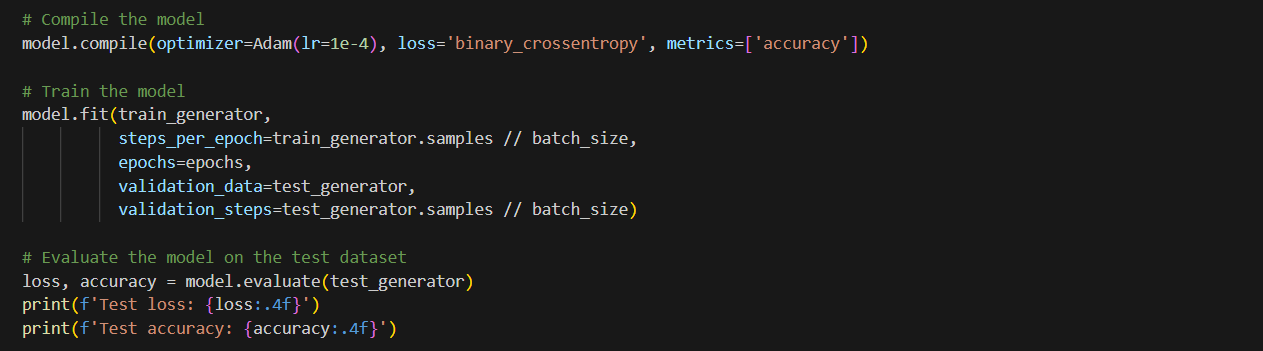 # Compile the model
model.compile(optimizer=Adam(lr=1e-4), loss='binary_crossentropy', metrics=['accuracy'])
# Train the model
model.fit(train_generator,
steps_per_epoch=train_generator.samples // batch_size,
epochs=epochs,
validation_data=test_generator,
validation_steps=test_generator.samples // batch_size)
# Evaluate the model on the test dataset
loss, accuracy = model.evaluate(test_generator)
print(f'Test loss: {loss:.4f}')
print(f'Test accuracy: {accuracy:.4f}')